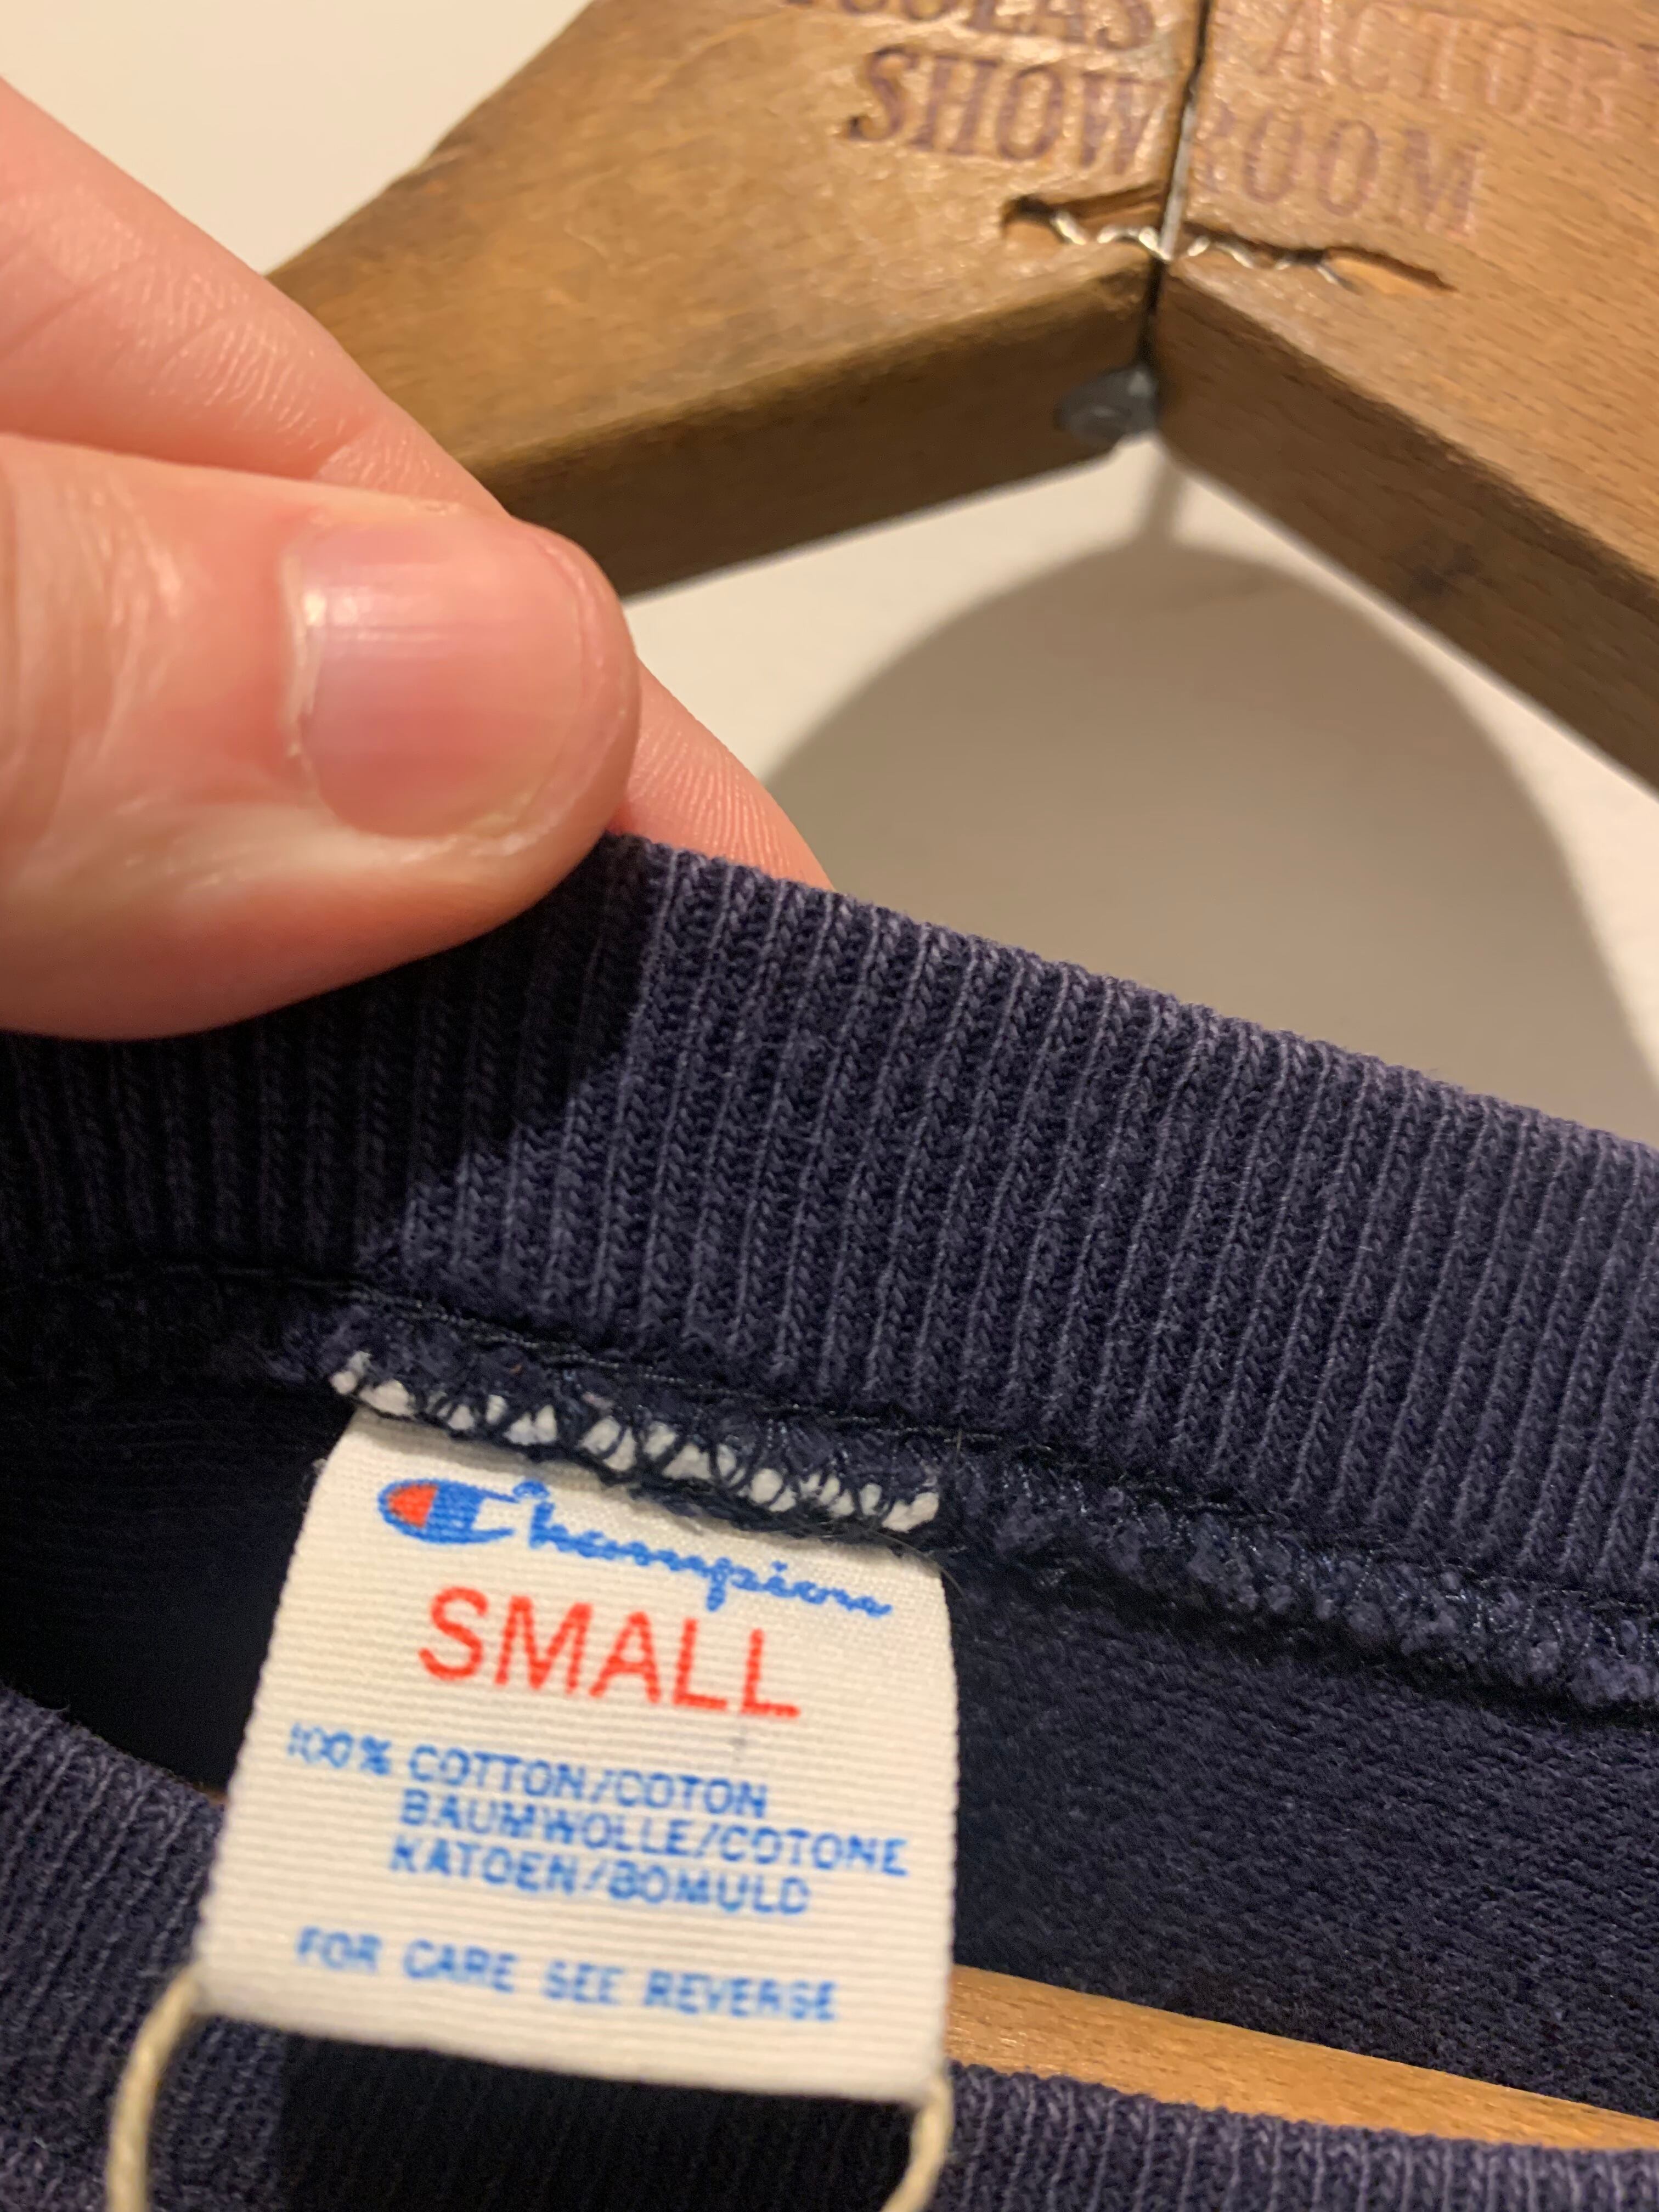 SHOWROOM
Champion
SMALL
100% COTTON/COTON
BAUMWOLLE/COTONE
KATOEN/BOMULD
FOR CARE SEE REVERSE